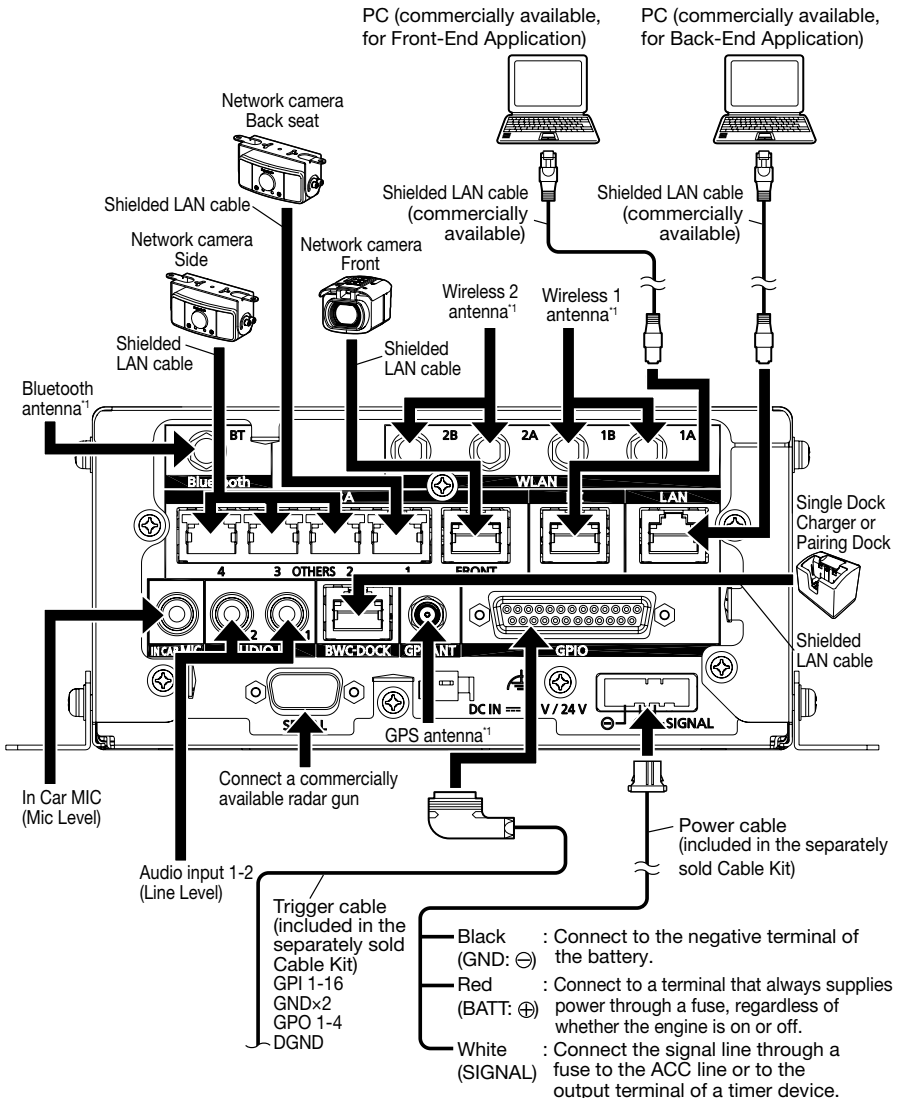 PC (commercially available,
for Front-End Application)
PC (commercially available,
for Back-End Application)
Network camera
Back seat
Shielded LAN cable
Network camera
Side
Network camera
Front
Shielded LAN cable
(commercially
available)
Shielded LAN cable
(commercially
available)
Wireless 2
antenna*1
Wireless 1
antenna*1
Shielded
LAN cable
Shielded
LAN cable
Bluetooth
antenna*1
BT
2B
2A
1B
1A
Bluetooth
WLAN
LAN
Single Dock
Charger or
Pairing Dock
4
3
OTHERS
2
1
FRONT
2
1
IN CAR MIC
BWC-DOCK
GPIO
Shielded
LAN cable
DC IN
V / 24 V
⊖
SIGNAL
GPS antenna*1
In Car MIC
(Mic Level)
Connect a commercially
available radar gun
Audio input 1-2
(Line Level)
Power cable
(included in the separately
sold Cable Kit)
Trigger cable
(included in the
separately sold
Cable Kit)
GPI 1-16
GND×2
GPO 1-4
DGND
Black : Connect to the negative terminal of
(GND: ⊖) the battery.
Red : Connect to a terminal that always supplies
(BATT: ⊕) power through a fuse, regardless of
whether the engine is on or off.
White : Connect the signal line through a
(SIGNAL) fuse to the ACC line or to the
output terminal of a timer device.